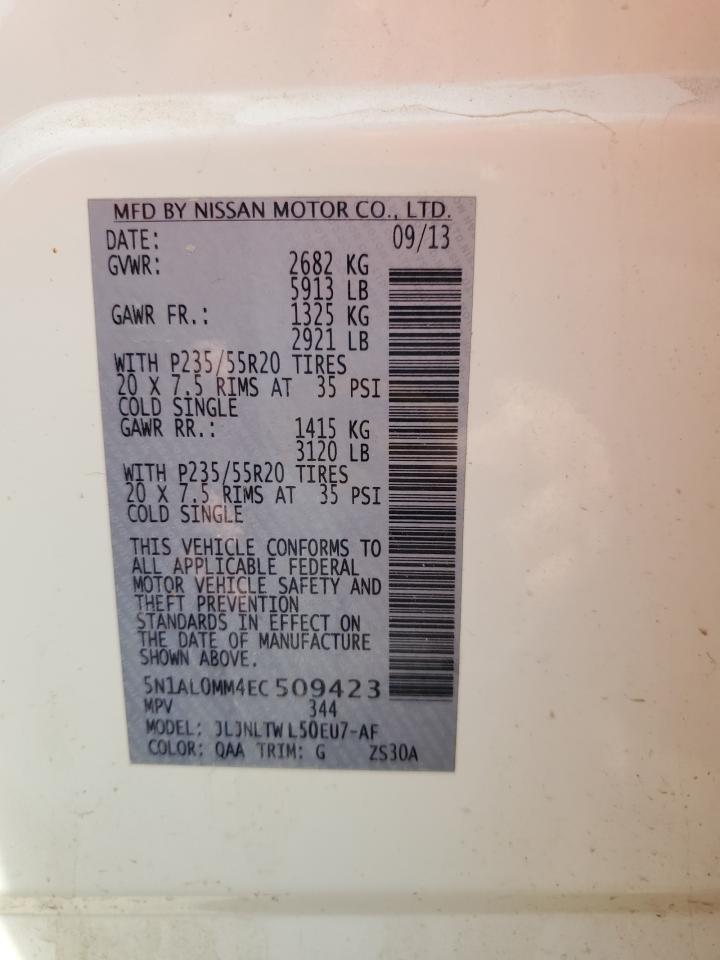 MFD BY NISSAN MOTOR CO., LTD.
DATE: 09/13
GVWR: 2682 KG
5913 LB
GAWR FR.: 1325 KG
2921 LB
WITH P235/55R20 TIRES
20 X 7.5 RIMS AT 35 PSI
COLD SINGLE
GAWR RR.: 1415 KG
3120 LB
WITH P235/55R20 TIRES
20 X 7.5 RIMS AT 35 PSI
COLD SINGLE
THIS VEHICLE CONFORMS TO
ALL APPLICABLE FEDERAL
MOTOR VEHICLE SAFETY AND
THEFT PREVENTION
STANDARDS IN EFFECT ON
THE DATE OF MANUFACTURE
SHOWN ABOVE.
5N1AL0MM4EC 509423
MPV 344
MODEL: JLJNLTW L50EU7-AF
COLOR: QAA TRIM: G ZS30A